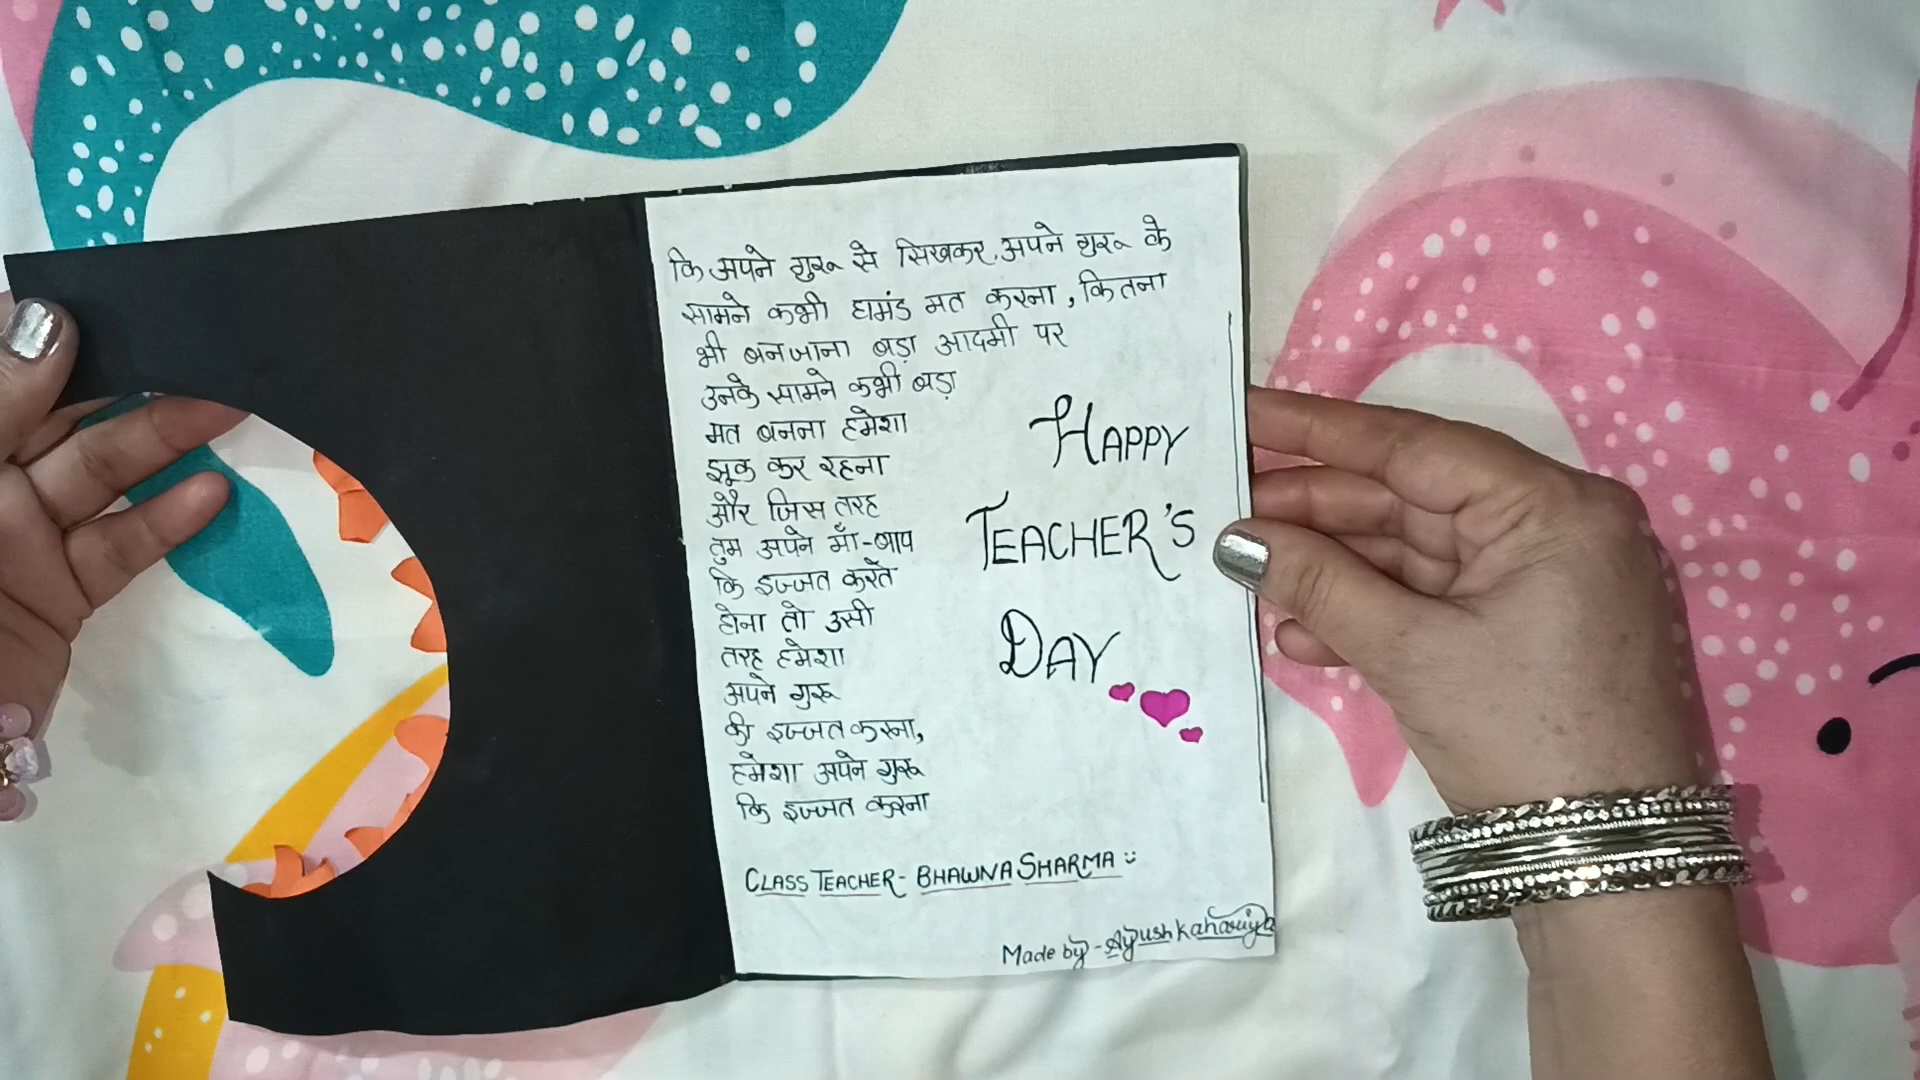 कि अपने गुरू से सिखकर, अपने गुरू के
सामने कभी घमंड मत करना, कितना
भी बनजाना बड़ा आदमी पर
उनके सामने कभी बड़ा
मत बनना हमेशा
झूक कर रहना
और जिस तरह
तुम अपने माँ-बाप
कि इज्जत करते
होना तो उसी
तरह हमेशा
अपने गुरू
की इज्जत करना,
हमेशा अपने गुरू
कि इज्जत करना
HAPPY
TEACHER'S
DAY
CLASS TEACHER- BHAWNA SHARMA
Made by - Ayush kahariya